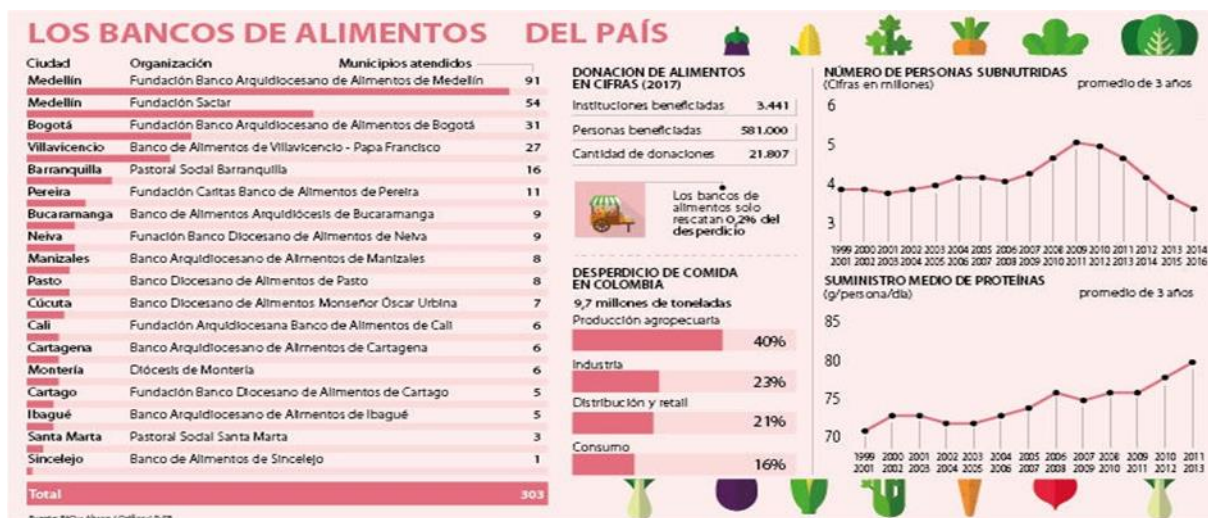 LOS BANCOS DE ALIMENTOS DEL PAÍS
Ciudad Organización Municipios atendidos
Medellín Fundación Banco Arquidiocesano de Alimentos de Medellín 91
Medellín Fundación Saciar 54
Bogotá Fundación Banco Arquidiocesano de Alimentos de Bogotá 31
Villavicencio Banco de Alimentos de Villavicencio - Papa Francisco 27
Barranquilla Pastoral Social Barranquilla 16
Pereira Fundación Caritas Banco de Alimentos de Pereira 11
Bucaramanga Banco de Alimentos Arquidiócesis de Bucaramanga 9
Neiva Funación Banco Diocesano de Alimentos de Neiva 9
Manizales Banco Arquidiocesano de Alimentos de Manizales 8
Pasto Banco Diocesano de Alimentos de Pasto 8
Cúcuta Banco Diocesano de Alimentos Monseñor Óscar Urbina 7
Cali Fundación Arquidiocesana Banco de Alimentos de Cali 6
Cartagena Banco Arquidiocesano de Alimentos de Cartagena 6
Montería Diócesis de Montería 6
Cartago Fundación Banco Diocesano de Alimentos de Cartago 5
Ibagué Banco Arquidiocesano de Alimentos de Ibagué 5
Santa Marta Pastoral Social Santa Marta 3
Sincelejo Banco de Alimentos de Sincelejo 1
Total 303
DONACIÓN DE ALIMENTOS
EN CIFRAS (2017)
Instituciones beneficiadas 3.441
Personas beneficiadas 581.000
Cantidad de donaciones 21.807
Los bancos de
alimentos solo
rescatan 0,2% del
desperdicio
DESPERDICIO DE COMIDA
EN COLOMBIA
9,7 millones de toneladas
Producción agropecuaria
40%
Industria
23%
Distribución y retail
21%
Consumo
16%
NÚMERO DE PERSONAS SUBNUTRIDAS
(Cifras en millones) promedio de 3 años
6
5
4
3
1999 2000 2001 2002 2003 2004 2005 2006 2007 2008 2009 2010 2011 2012 2013 2014
2001 2002 2003 2004 2005 2006 2007 2008 2009 2010 2011 2012 2013 2014 2015 2016
SUMINISTRO MEDIO DE PROTEÍNAS
(g/persona/día) promedio de 3 años
85
80
75
70
1999 2000 2001 2002 2003 2004 2005 2006 2007 2008 2009 2010 2011
2001 2002 2003 2004 2005 2006 2007 2008 2009 2010 2011 2012 2013